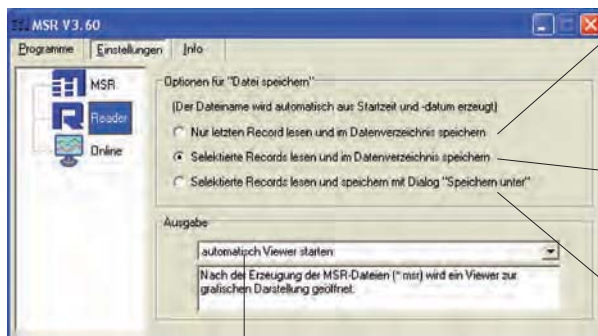 MSR V3.60
Programme Einstellungen Info
MSR
Reader
Online
Optionen für "Datei speichern"
(Der Dateiname wird automatisch aus Startzeit und -datum erzeugt)
Nur letzten Record lesen und im Datenverzeichnis speichern
Selektierte Records lesen und im Datenverzeichnis speichern
Selektierte Records lesen und speichern mit Dialog "Speichern unter"
Ausgabe
automatisch Viewer starten
Nach der Erzeugung der MSR-Dateien (*.msr) wird ein Viewer zur
grafischen Darstellung geöffnet.